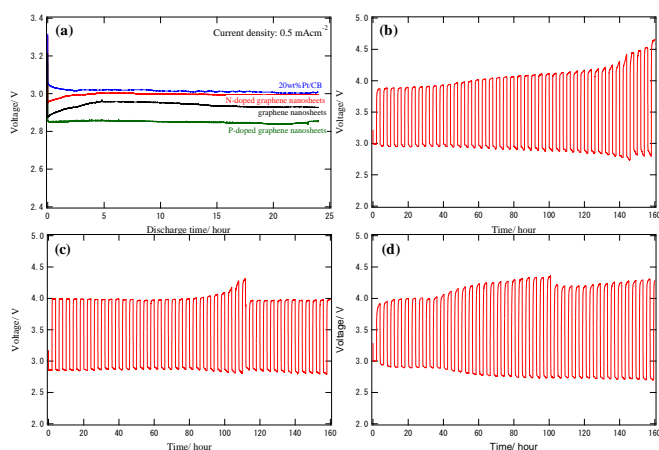 (a)
Current density: 0.5 mAcm-2
20wt%Pt/CB
N-doped graphene nanosheets
graphene nanosheets
P-doped graphene nanosheets
Voltage/ V
3.4
3.2
3.0
2.8
2.6
2.4
0 5 10 15 20 25
Discharge time/ hour
(b)
Voltage/ V
5.0
4.5
4.0
3.5
3.0
2.5
2.0
0 20 40 60 80 100 120 140 160
Time/ hour
(c)
Voltage/ V
5.0
4.5
4.0
3.5
3.0
2.5
2.0
0 20 40 60 80 100 120 140 160
Time/ hour
(d)
Voltage/ V
5.0
4.5
4.0
3.5
3.0
2.5
2.0
0 20 40 60 80 100 120 140 160
Time/ hour